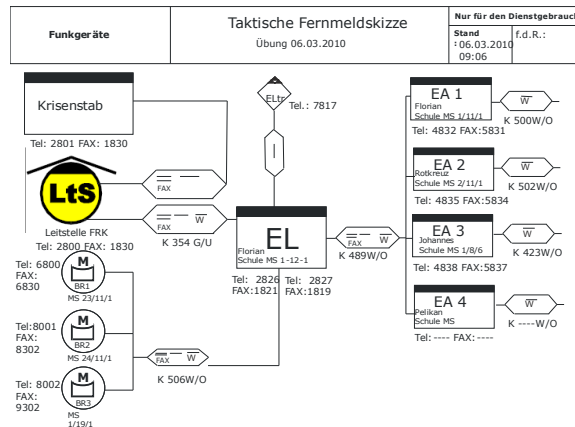 Funkgeräte
Taktische Fernmeldskizze
Übung 06.03.2010
Nur für den Dienstgebrauch
Stand
: 06.03.2010
09:06
f.d.R.:
Krisenstab
Tel: 2801 FAX: 1830
FAX
LtS
Leitstelle FRK
Tel: 2800 FAX: 1830
FAX
W
K 354 G/U
ELtr
Tel.: 7817
EL
Florian
Schule MS 1-12-1
Tel: 2826
FAX:1821
Tel: 2827
FAX:1819
FAX
W
K 489W/O
EA 1
Florian
Schule MS 1/11/1
Tel: 4832 FAX:5831
W
K 500W/O
EA 2
Rotkreuz
Schule MS 2/11/1
Tel: 4835 FAX:5834
W
K 502W/O
EA 3
Johannes
Schule MS 1/8/6
Tel: 4838 FAX:5837
W
K 423W/O
EA 4
Pelikan
Schule MS
Tel: ---- FAX: ----
W
K ----W/O
Tel: 6800
FAX:
6830
M
BR1
MS 23/11/1
Tel:8001
FAX:
8302
M
BR2
MS 24/11/1
Tel: 8002
FAX:
9302
M
BR3
MS
1/19/1
FAX
W
K 506W/O